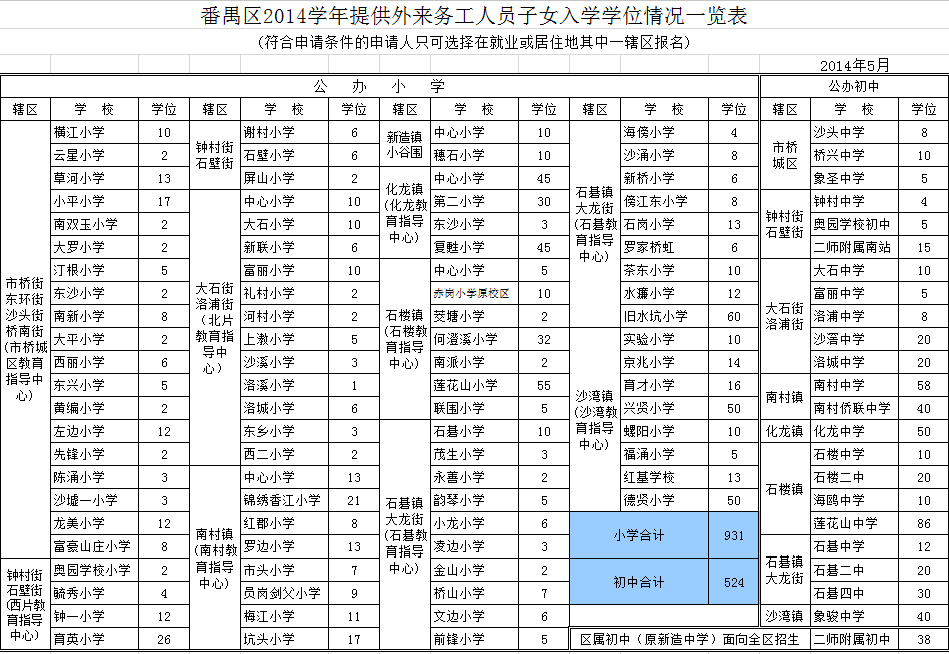 番禺区2014学年提供外来务工人员子女入学学位情况一览表
(符合申请条件的申请人只可选择在就业或居住地其中一辖区报名)
2014年5月
公 办 小 学 公办初中
辖区 学 校 学位 辖区 学 校 学位 辖区 学 校 学位 辖区 学 校 学位 辖区 学 校 学位
市桥街
东环街
沙头街
桥南街
(市桥城
区教育
指导中
心)
横江小学 10
云星小学 2
草河小学 13
小平小学 17
南双玉小学 2
大罗小学 2
汀根小学 5
东沙小学 2
南新小学 8
大平小学 2
西丽小学 6
东兴小学 5
黄编小学 2
左边小学 12
先锋小学 2
陈涌小学 3
沙墟一小学 3
龙美小学 12
富豪山庄小学 8
钟村街
石壁街
(西片教
育指导
中心)
奥园学校小学 2
毓秀小学 4
钟一小学 12
育英小学 26
钟村街
石壁街
谢村小学 6
石壁小学 6
屏山小学 2
大石街
洛浦街
(北片
教育指
导中
心)
中心小学 10
大石小学 10
新联小学 6
富丽小学 10
礼村小学 2
河村小学 2
上漖小学 5
沙溪小学 3
洛溪小学 1
洛城小学 6
东乡小学 3
西二小学 2
南村镇
(南村教
育指导
中心)
中心小学 13
锦绣香江小学 21
红郡小学 8
罗边小学 13
市头小学 7
员岗剑父小学 9
梅江小学 11
坑头小学 17
新造镇
小谷围
中心小学 10
穗石小学 10
化龙镇
(化龙教
育指导
中心)
中心小学 45
第二小学 30
东沙小学 3
复甦小学 45
石楼镇
(石楼教
育指导
中心)
中心小学 5
赤岗小学原校区 10
茭塘小学 2
何澄溪小学 32
南派小学 2
莲花山小学 55
联围小学 5
石碁镇
大龙街
(石碁教
育指导
中心)
石碁小学 10
茂生小学 3
永善小学 2
韵琴小学 5
小龙小学 6
凌边小学 3
金山小学 2
桥山小学 7
文边小学 6
前锋小学 5
石碁镇
大龙街
(石碁教
育指导
中心)
海傍小学 4
沙涌小学 8
新桥小学 6
傍江东小学 8
石岗小学 13
罗家桥虹 6
茶东小学 10
水濂小学 12
旧水坑小学 60
沙湾镇
(沙湾教
育指导
中心)
实验小学 10
京兆小学 14
育才小学 16
兴贤小学 50
螺阳小学 10
福涌小学 5
红基学校 13
德贤小学 50
小学合计 931
初中合计 524
市桥
城区
沙头中学 8
桥兴中学 10
象圣中学 5
钟村街
石壁街
钟村中学 4
奥园学校初中 5
二师附属南站 15
大石街
洛浦街
大石中学 10
富丽中学 5
洛浦中学 8
沙滘中学 20
洛城中学 20
南村镇
南村中学 58
南村侨联中学 40
化龙镇 化龙中学 50
石楼镇
石楼中学 10
石楼二中 20
海鸥中学 10
莲花山中学 86
石碁镇
大龙街
石碁中学 12
石碁二中 20
石碁四中 30
沙湾镇 象骏中学 40
区属初中（原新造中学）面向全区招生 二师附属初中 38